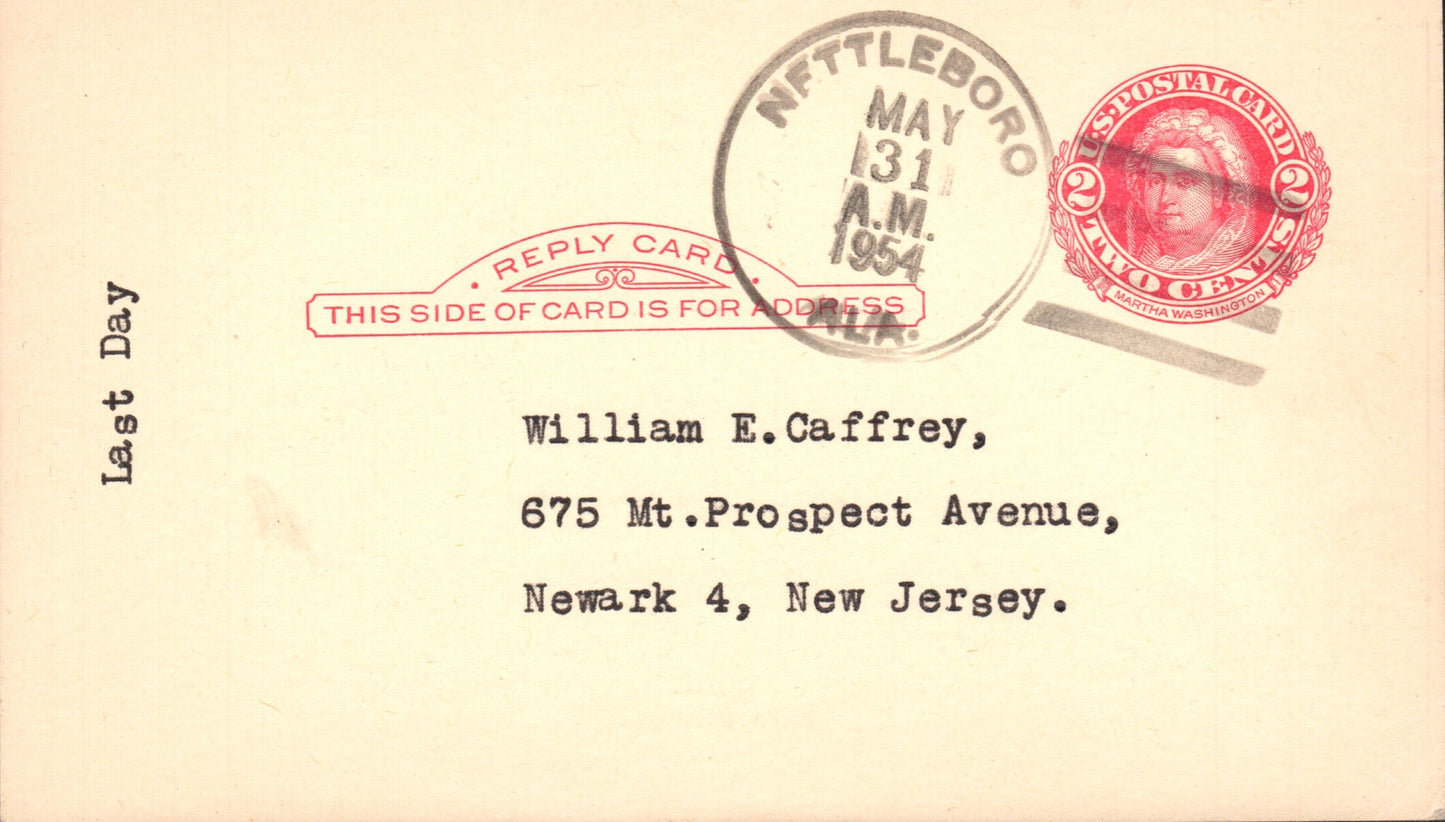 NETTLEBORO
MAY
31
A.M.
1954
ALA.
U.S. POSTAL CARD
2 2
TWO CENTS
MARTHA WASHINGTON
· REPLY CARD ·
THIS SIDE OF CARD IS FOR ADDRESS
Last Day
William E.Caffrey,
675 Mt.Prospect Avenue,
Newark 4, New Jersey.